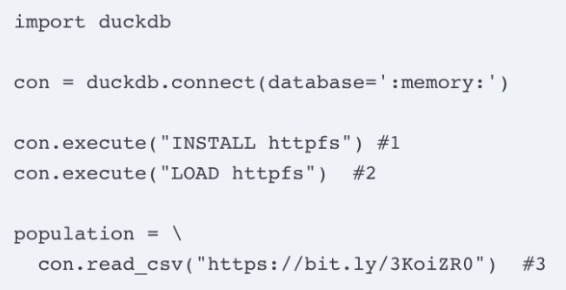 import duckdb
con = duckdb.connect(database=':memory:')
con.execute("INSTALL httpfs") #1
con.execute("LOAD httpfs")  #2
population = \
  con.read_csv("https://bit.ly/3KoiZR0")  #3